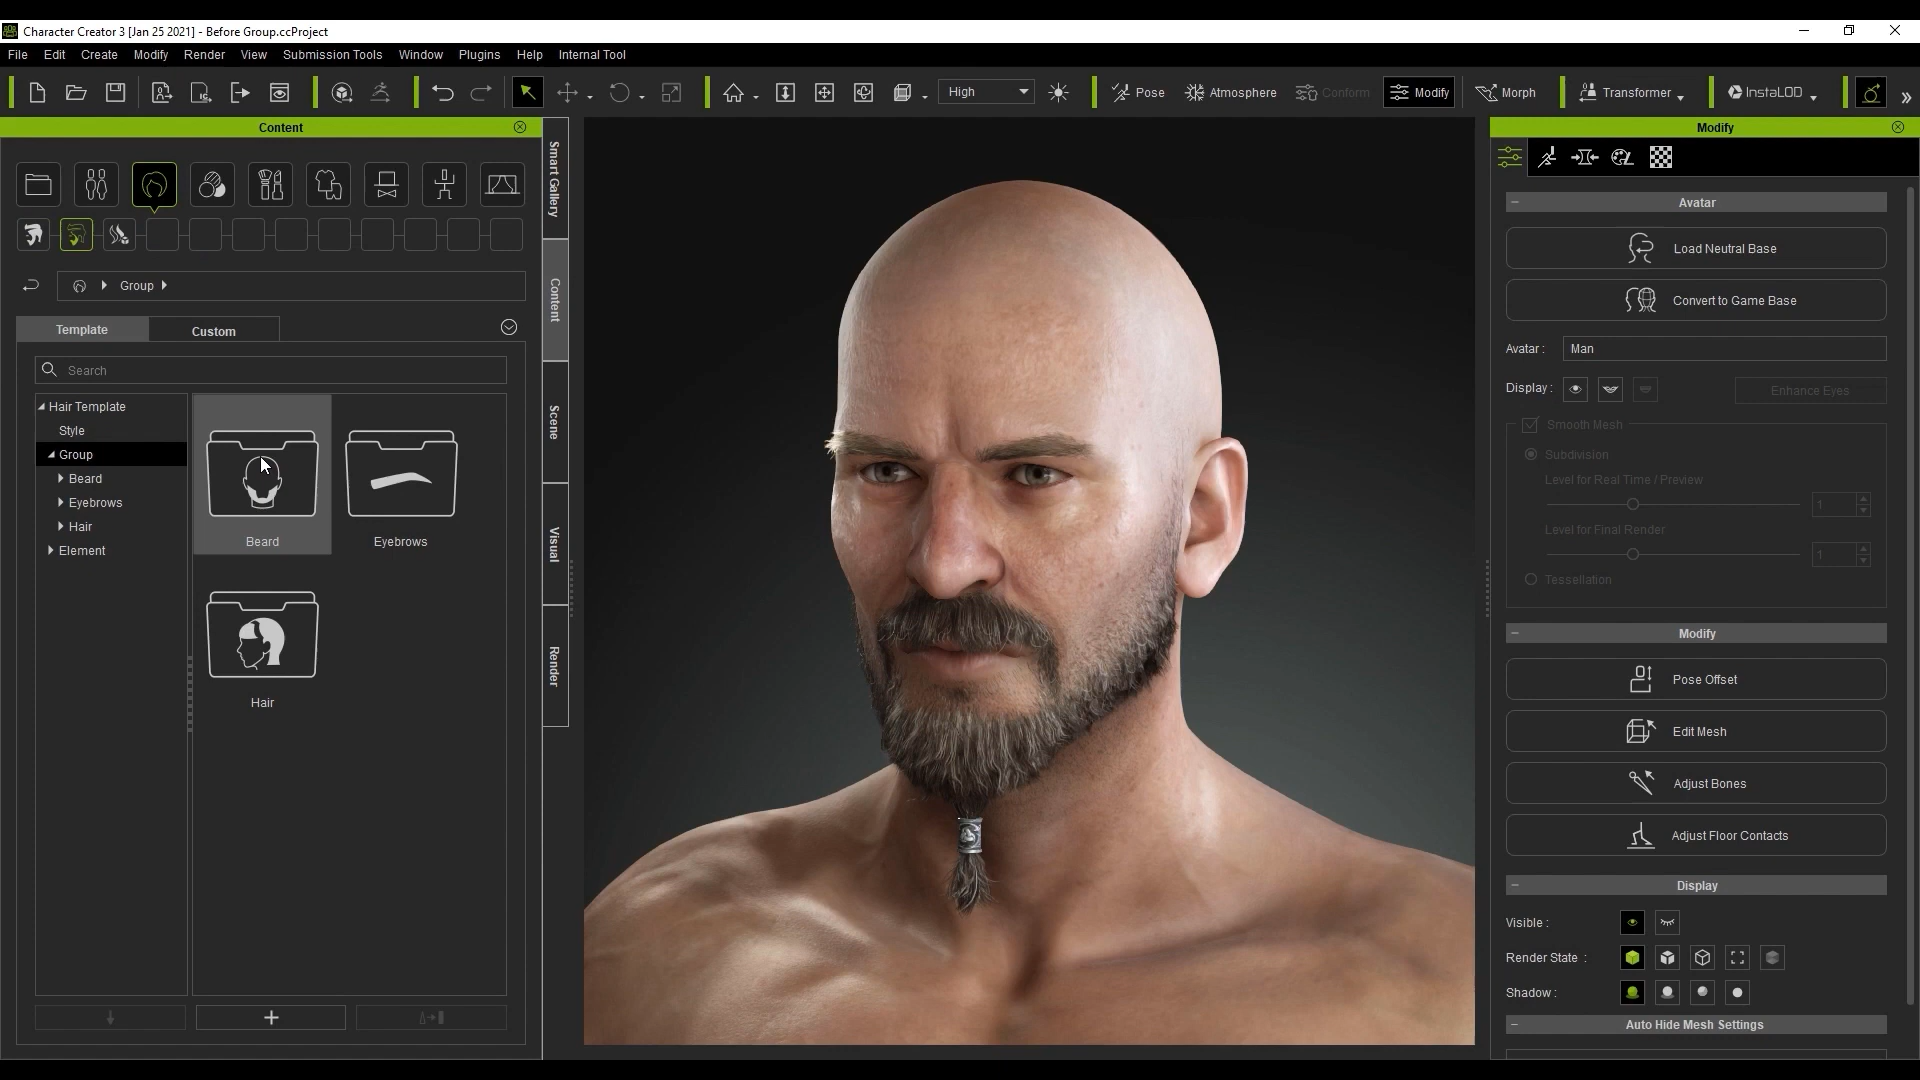 Character Creator 3 [Jan 25 2021] - Before Group.ccProject
File Edit Create Modify Render View Submission Tools Window Plugins Help Internal Tool
High Pose Atmosphere Conform Modify Morph Transformer InstaLOD
Content
Group
Template Custom
Search
Hair Template
Style
Group
Beard
Eyebrows
Hair
Element
Beard Eyebrows
Hair
Smart Gallery
Content
Scene
Visual
Render
Modify
Avatar
Load Neutral Base
Convert to Game Base
Avatar : Man
Display : Enhance Eyes
Smooth Mesh
Subdivision
Level for Real Time / Preview
1
Level for Final Render
1
Tessellation
Modify
Pose Offset
Edit Mesh
Adjust Bones
Adjust Floor Contacts
Display
Visible :
Render State :
Shadow :
Auto Hide Mesh Settings